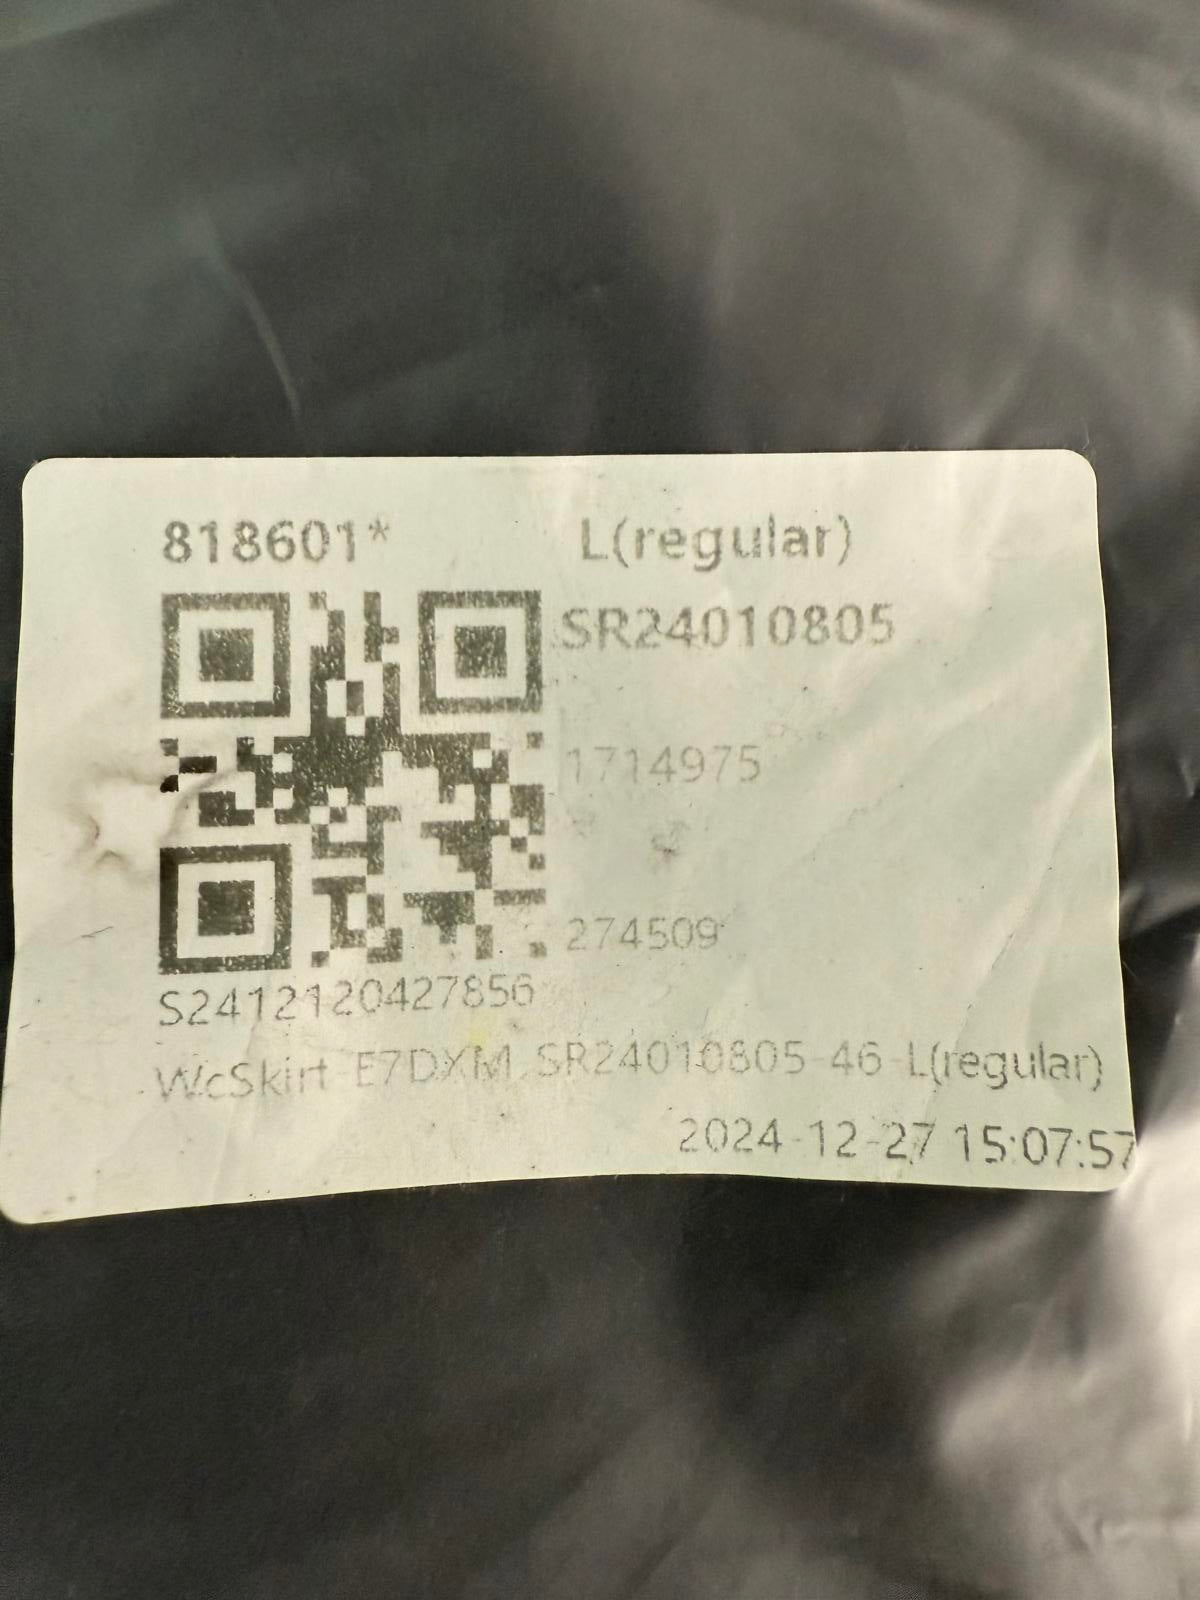 818601* L(regular)
SR24010805
1714975
274509
S2412120427856
WcSkirt-E7DXM SR24010805-46-L(regular)
2024-12-27 15:07:57